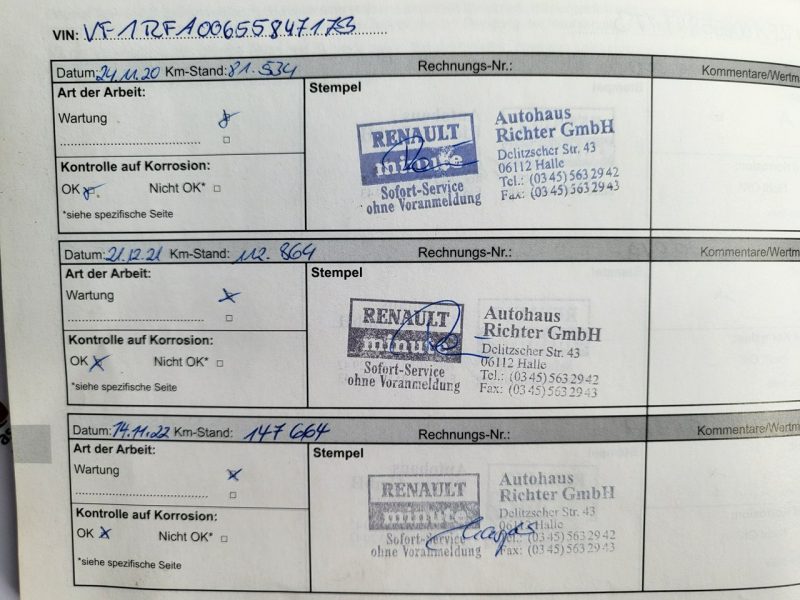 VIN: VF1RFA00655847173
Datum: 24.11.20 Km-Stand: 81.534 Rechnungs-Nr.: Kommentare/Wertm
Art der Arbeit: Stempel
Wartung
RENAULT minute
Sofort-Service
ohne Voranmeldung
Autohaus
Richter GmbH
Delitzscher Str. 43
06112 Halle
Tel.: (0345) 563 29 42
Fax: (0345) 563 29 43
Kontrolle auf Korrosion:
OK Nicht OK*
*siehe spezifische Seite
Datum: 21.12.21 Km-Stand: 112.864 Rechnungs-Nr.: Kommentare/Wertm
Art der Arbeit: Stempel
Wartung
RENAULT minute
Sofort-Service
ohne Voranmeldung
Autohaus
Richter GmbH
Delitzscher Str. 43
06112 Halle
Tel.: (0345) 563 29 42
Fax: (0345) 563 29 43
Kontrolle auf Korrosion:
OK Nicht OK*
*siehe spezifische Seite
Datum: 14.11.22 Km-Stand: 147664 Rechnungs-Nr.: Kommentare/Wertm
Art der Arbeit: Stempel
Wartung
RENAULT minute
Sofort-Service
ohne Voranmeldung
Autohaus
Richter GmbH
Delitzscher Str. 43
06112 Halle
Tel.: (0345) 563 29 42
Fax: (0345) 563 29 43
Kontrolle auf Korrosion:
OK Nicht OK*
*siehe spezifische Seite